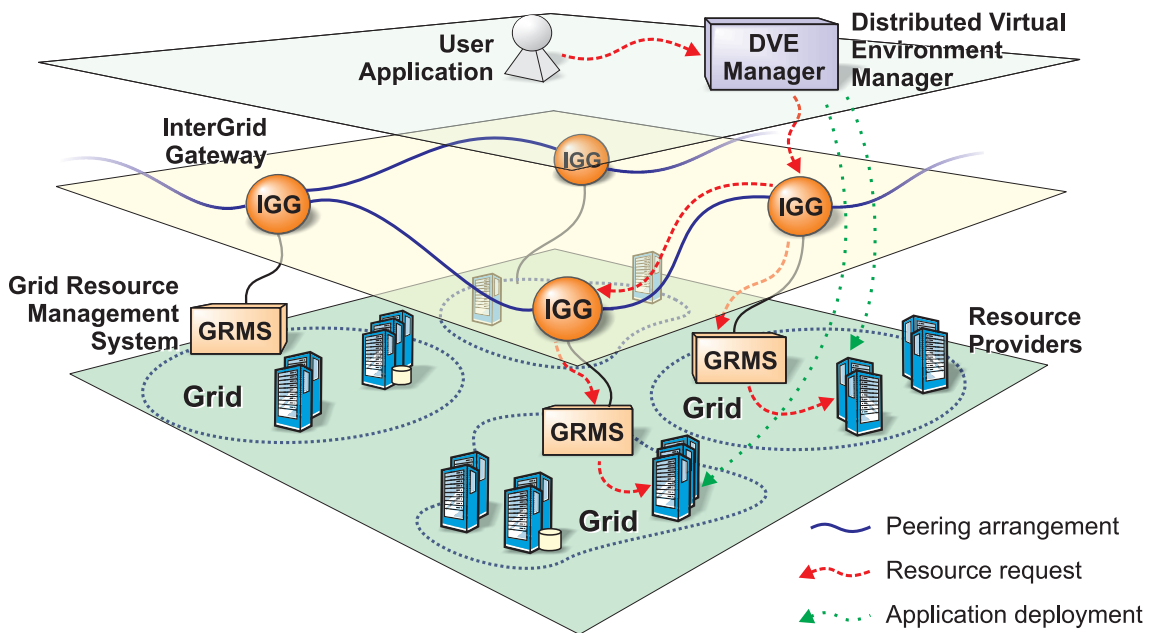 User
Application
DVE
Manager
Distributed Virtual
Environment
Manager
InterGrid
Gateway
IGG
IGG
IGG
IGG
Grid Resource
Management
System
GRMS
GRMS
GRMS
Resource
Providers
Grid
Grid
Grid
Peering arrangement
Resource request
Application deployment